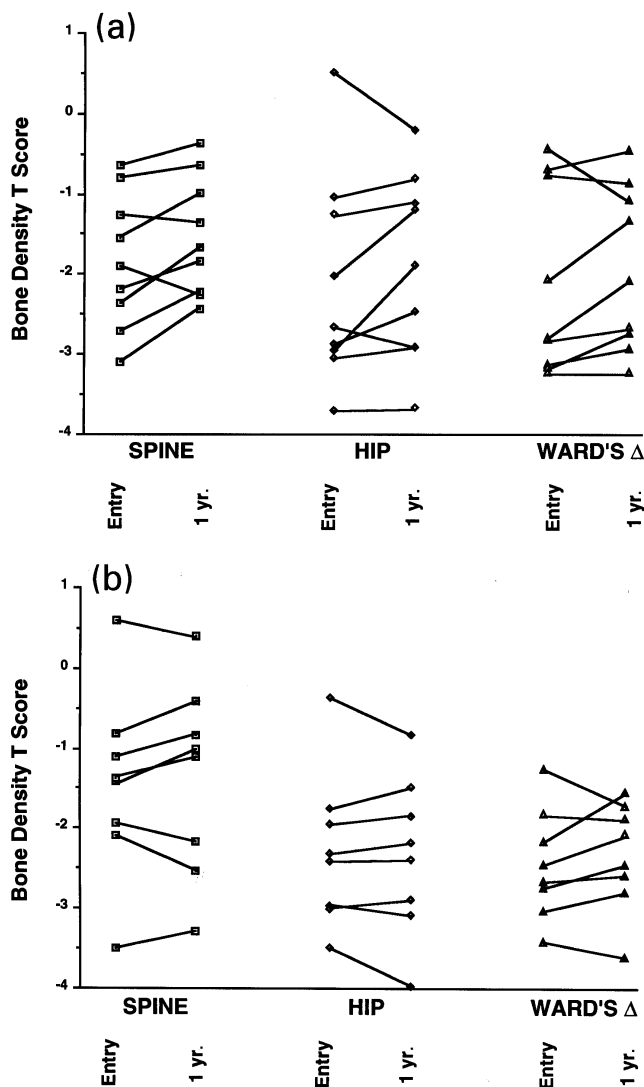 (a)
Bone Density T Score
1
0
-1
-2
-3
-4
SPINE HIP WARD'S Δ
Entry 1 yr. Entry 1 yr. Entry 1 yr.
(b)
Bone Density T Score
1
0
-1
-2
-3
-4
SPINE HIP WARD'S Δ
Entry 1 yr. Entry 1 yr. Entry 1 yr.